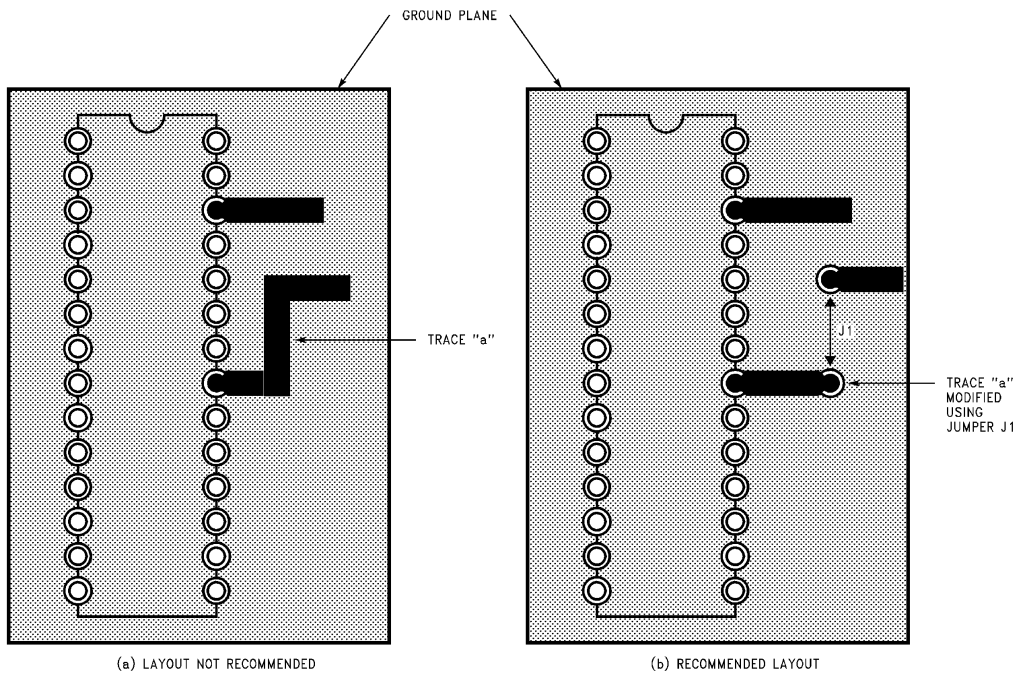 GROUND PLANE
TRACE "a"
J1
TRACE "a"
MODIFIED
USING
JUMPER J1
(a) LAYOUT NOT RECOMMENDED
(b) RECOMMENDED LAYOUT